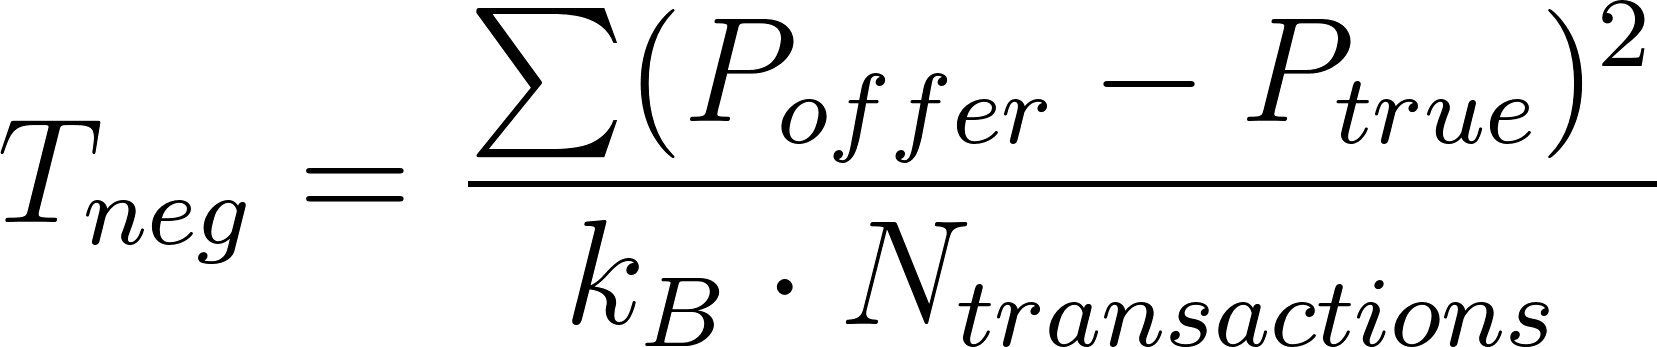 T_{neg} = \frac{\sum (P_{offer} - P_{true})^2}{k_B \cdot N_{transactions}}